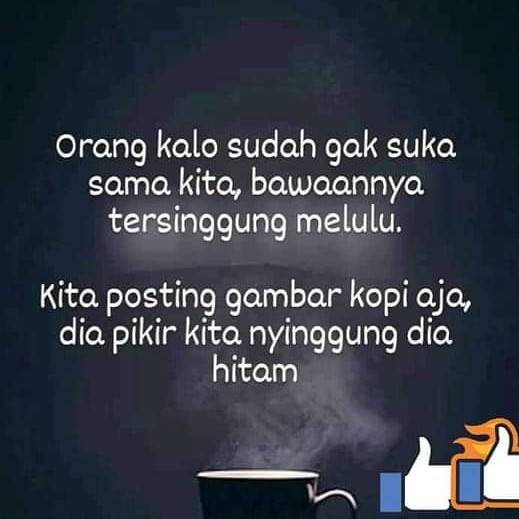 Orang kalo sudah gak suka
sama kita, bawaannya
tersinggung melulu.
Kita posting gambar kopi aja,
dia pikir kita nyinggung dia
hitam